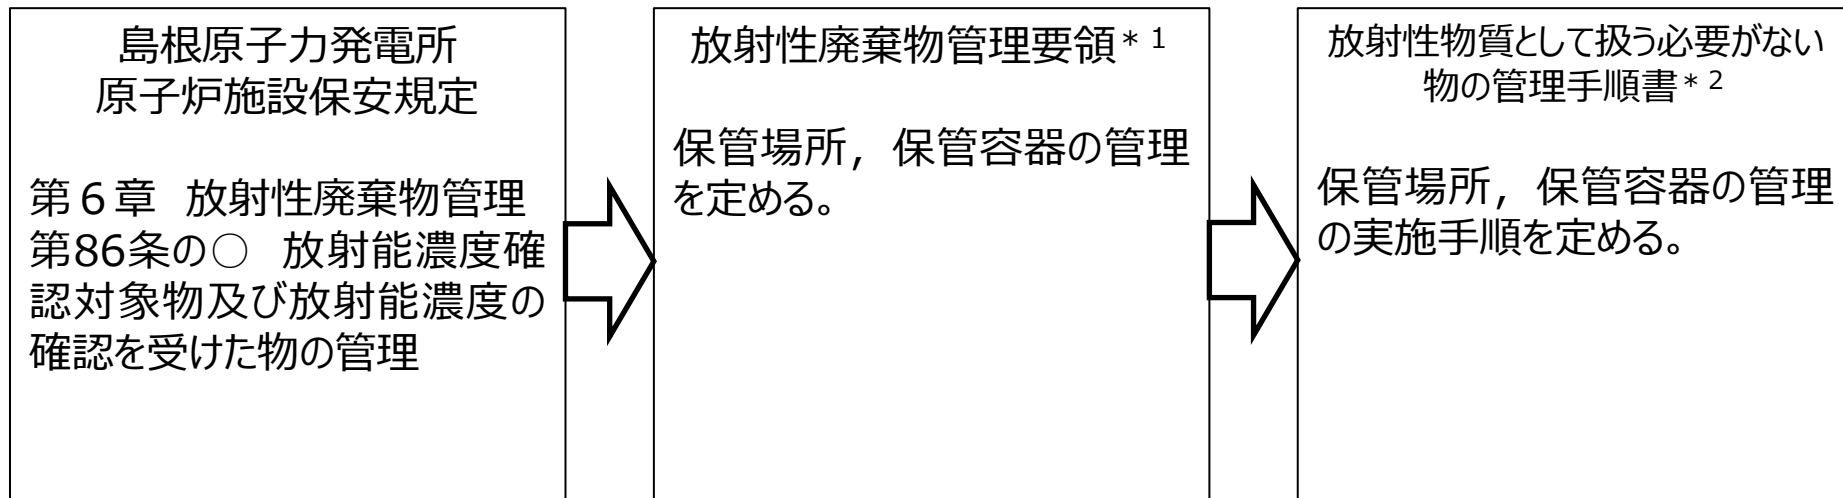 島根原子力発電所
原子炉施設保安規定
第６章 放射性廃棄物管理
第86条の○ 放射能濃度確
認対象物及び放射能濃度の
確認を受けた物の管理
放射性廃棄物管理要領＊１
保管場所，保管容器の管理
を定める。
放射性物質として扱う必要がない
物の管理手順書＊２
保管場所，保管容器の管理
の実施手順を定める。